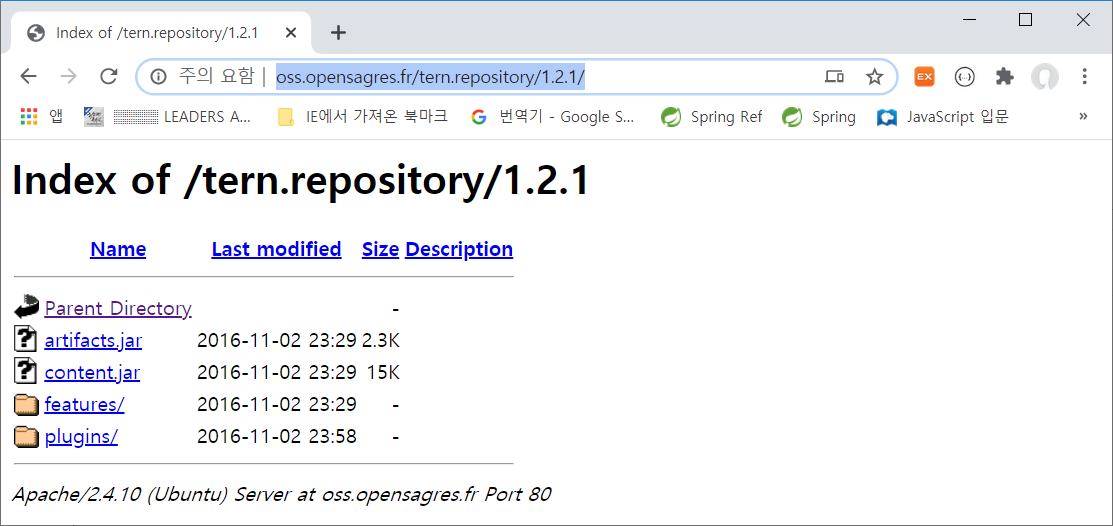 Index of /tern.repository/1.2.1
주의 요함 | oss.opensagres.fr/tern.repository/1.2.1/
EX
앱 LEADERS A... IE에서 가져온 북마크 번역기 - Google S... Spring Ref Spring JavaScript 입문 »
Index of /tern.repository/1.2.1
Name Last modified Size Description
Parent Directory -
artifacts.jar 2016-11-02 23:29 2.3K
content.jar 2016-11-02 23:29 15K
features/ 2016-11-02 23:29 -
plugins/ 2016-11-02 23:58 -
Apache/2.4.10 (Ubuntu) Server at oss.opensagres.fr Port 80